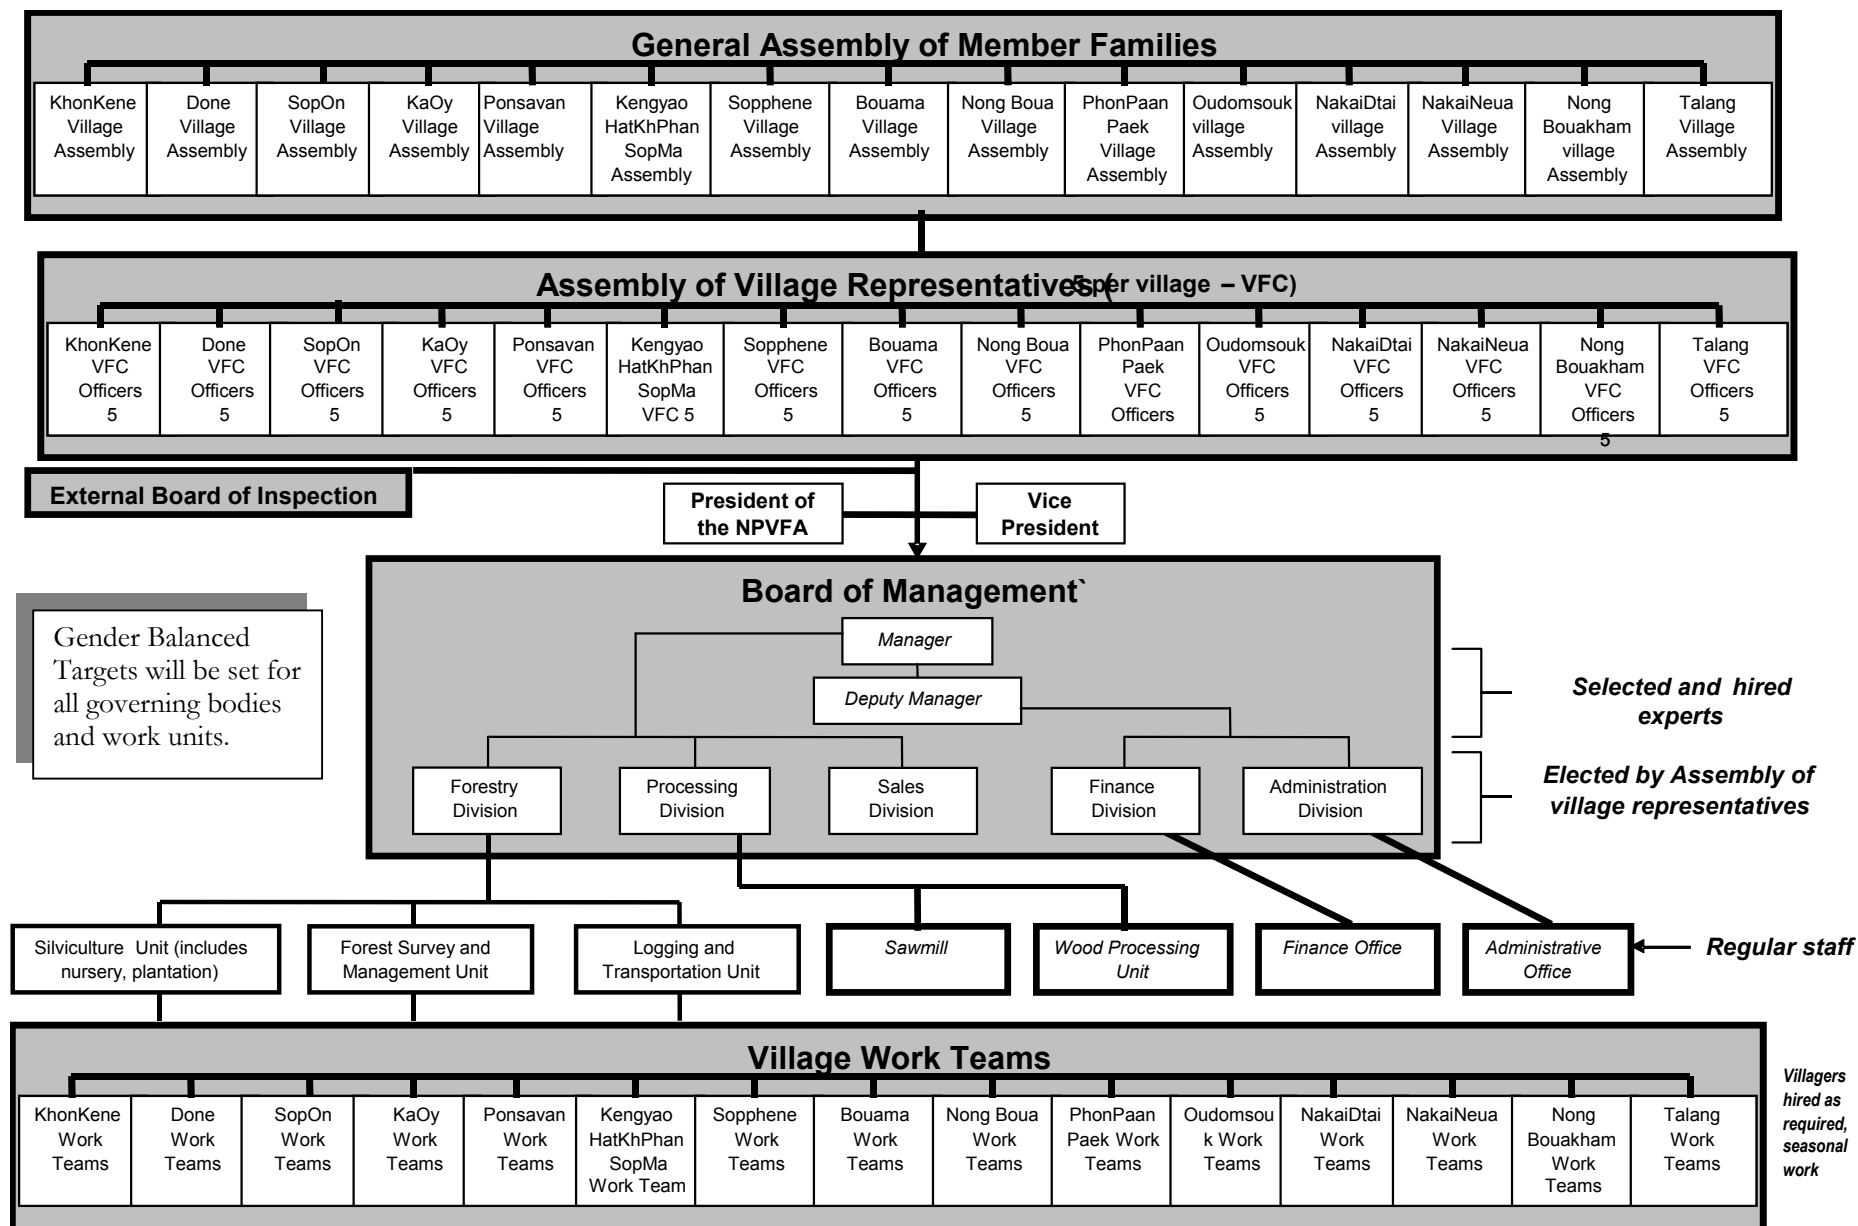 General Assembly of Member Families
KhonKene
Village
Assembly
Done
Village
Assembly
SopOn
Village
Assembly
KaOy
Village
Assembly
Ponsavan
Village
Assembly
Kengyao
HatKhPhan
SopMa
Assembly
Sopphene
Village
Assembly
Bouama
Village
Assembly
Nong Boua
Village
Assembly
PhonPaan
Paek
Village
Assembly
Oudomsouk
village
Assembly
NakaiDtai
village
Assembly
NakaiNeua
Village
Assembly
Nong
Bouakham
village
Assembly
Talang
Village
Assembly
Assembly of Village Representatives (5 per village – VFC)
KhonKene
VFC
Officers
5
Done
VFC
Officers
5
SopOn
VFC
Officers
5
KaOy
VFC
Officers
5
Ponsavan
VFC
Officers
5
Kengyao
HatKhPhan
SopMa
VFC 5
Sopphene
VFC
Officers
5
Bouama
VFC
Officers
5
Nong Boua
VFC
Officers
5
PhonPaan
Paek
VFC
Officers
Oudomsouk
VFC
Officers
5
NakaiDtai
VFC
Officers
5
NakaiNeua
VFC
Officers
5
Nong
Bouakham
VFC
Officers
5
Talang
VFC
Officers
5
External Board of Inspection
President of
the NPVFA
Vice
President
Board of Management`
Gender Balanced
Targets will be set for
all governing bodies
and work units.
Manager
Deputy Manager
Selected and hired
experts
Forestry
Division
Processing
Division
Sales
Division
Finance
Division
Administration
Division
Elected by Assembly of
village representatives
Silviculture Unit (includes
nursery, plantation)
Forest Survey and
Management Unit
Logging and
Transportation Unit
Sawmill
Wood Processing
Unit
Finance Office
Administrative
Office
Regular staff
Village Work Teams
KhonKene
Work
Teams
Done
Work
Teams
SopOn
Work
Teams
KaOy
Work
Teams
Ponsavan
Work
Teams
Kengyao
HatKhPhan
SopMa
Work Team
Sopphene
Work
Teams
Bouama
Work
Teams
Nong Boua
Work
Teams
PhonPaan
Paek Work
Teams
Oudomsou
k Work
Teams
NakaiDtai
Work
Teams
NakaiNeua
Work
Teams
Nong
Bouakham
Work
Teams
Talang
Work
Teams
Villagers
hired as
required,
seasonal
work